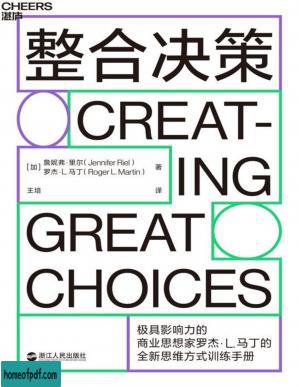 CHEERS
湛庐
整合决策
CREAT-
ING
GREAT
CHOICES
[加] 詹妮弗·里尔(Jennifer Riel)
罗杰·L.马丁(Roger L. Martin) 著
王培 译
极具影响力的
商业思想家罗杰·L.马丁的
全新思维方式训练手册
浙江人民出版社
homeofpdf.com